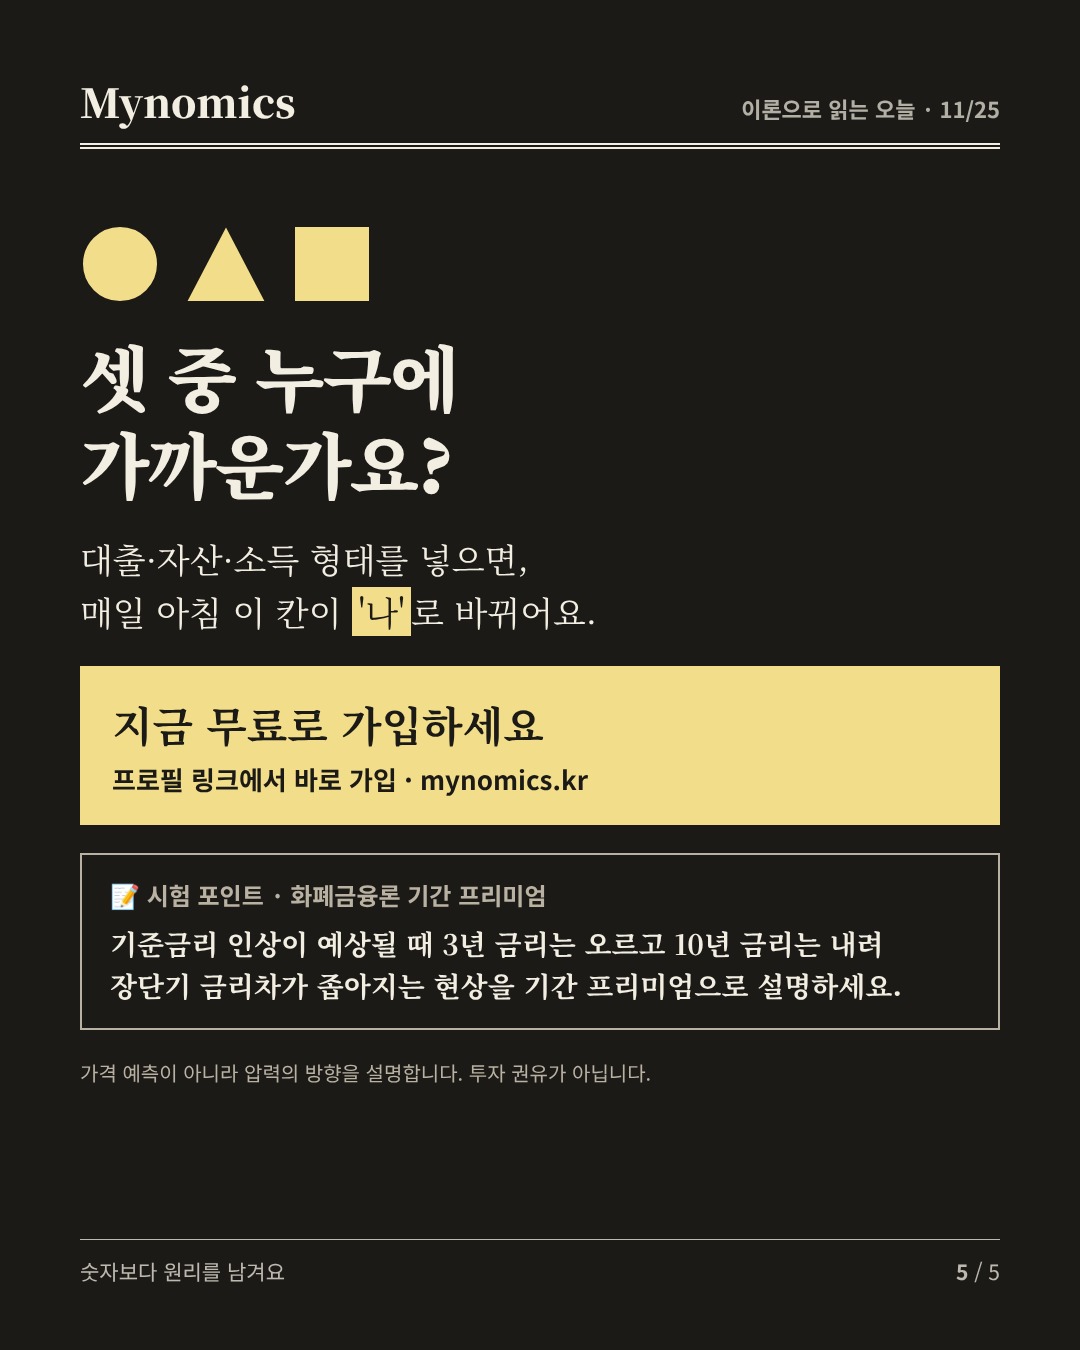 Mynomics
이론으로 읽는 오늘 · 11/25
셋 중 누구에
가까운가요?
대출·자산·소득 형태를 넣으면,
매일 아침 이 칸이 '나'로 바뀌어요.
지금 무료로 가입하세요
프로필 링크에서 바로 가입 · mynomics.kr
📝 시험 포인트 · 화폐금융론 기간 프리미엄
기준금리 인상이 예상될 때 3년 금리는 오르고 10년 금리는 내려
장단기 금리차가 좁아지는 현상을 기간 프리미엄으로 설명하세요.
가격 예측이 아니라 압력의 방향을 설명합니다. 투자 권유가 아닙니다.
숫자보다 원리를 남겨요
5 / 5